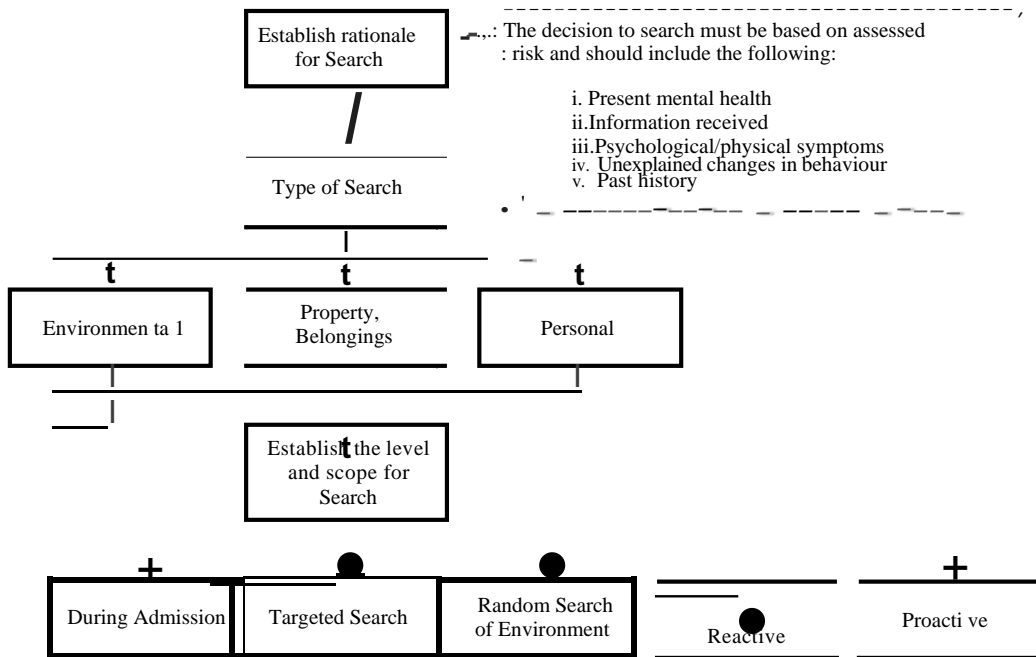 Establish rationale
for Search
The decision to search must be based on assessed
: risk and should include the following:
i. Present mental health
ii.Information received
iii.Psychological/physical symptoms
iv. Unexplained changes in behaviour
v. Past history
Type of Search
Environmen ta 1
Property,
Belongings
Personal
Establish the level
and scope for
Search
During Admission
Targeted Search
Random Search
of Environment
Reactive
Proacti ve